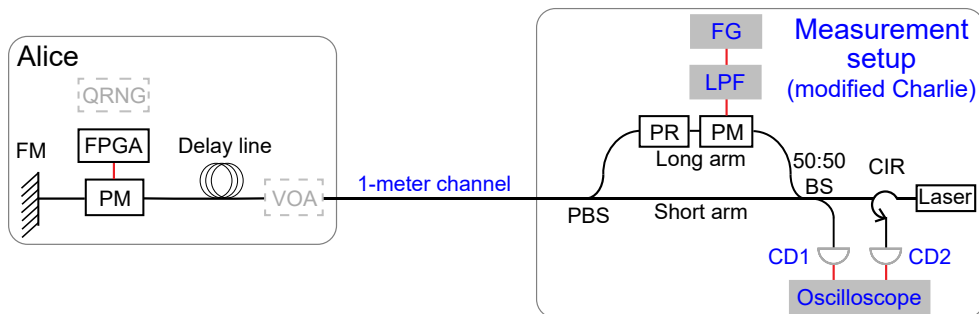 Alice
QRNG
FPGA
FM
PM
Delay line
VOA
1-meter channel
Measurement
setup
(modified Charlie)
FG
LPF
PR
PM
Long arm
50:50
BS
CIR
Laser
PBS
Short arm
CD1
CD2
Oscilloscope